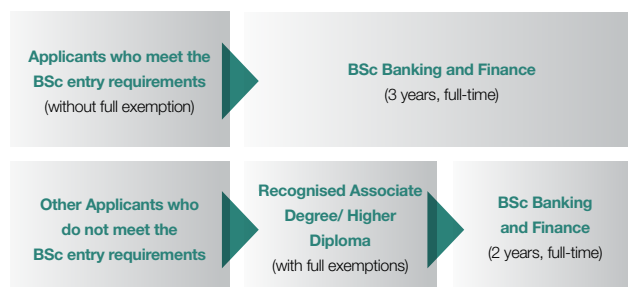 Applicants who meet the
BSc entry requirements
(without full exemption)
BSc Banking and Finance
(3 years, full-time)
Other Applicants who
do not meet the
BSc entry requirements
Recognised Associate
Degree/ Higher
Diploma
(with full exemptions)
BSc Banking
and Finance
(2 years, full-time)